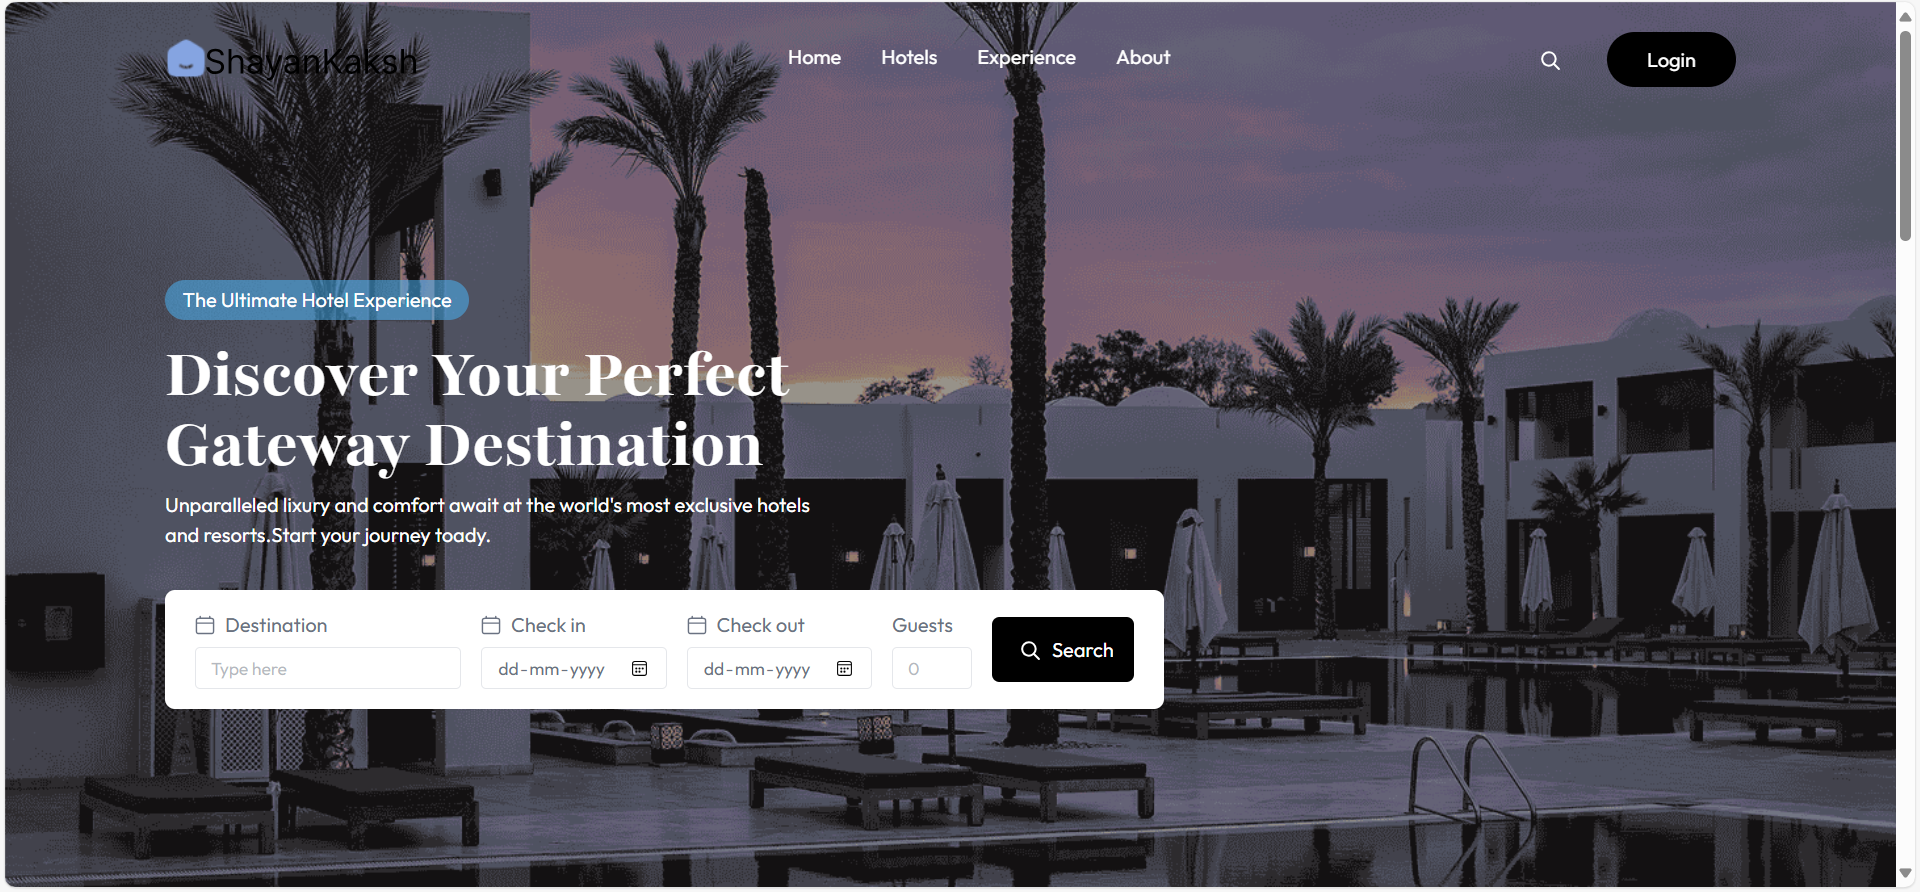 ShayanKaksh
Home
Hotels
Experience
About
Login
The Ultimate Hotel Experience
Discover Your Perfect
Gateway Destination
Unparalleled lixury and comfort await at the world's most exclusive hotels
and resorts.Start your journey toady.
Destination
Check in
Check out
Guests
Type here
dd-mm-yyyy
dd-mm-yyyy
0
Search